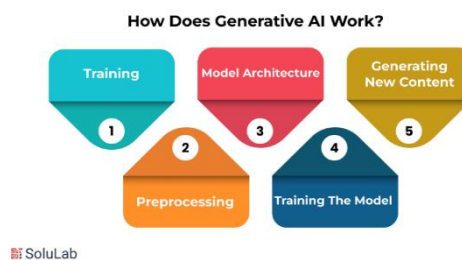 How Does Generative AI Work?
Training
1
2
Preprocessing
Model Architecture
3
4
Training The Model
Generating
New Content
5
SoluLab